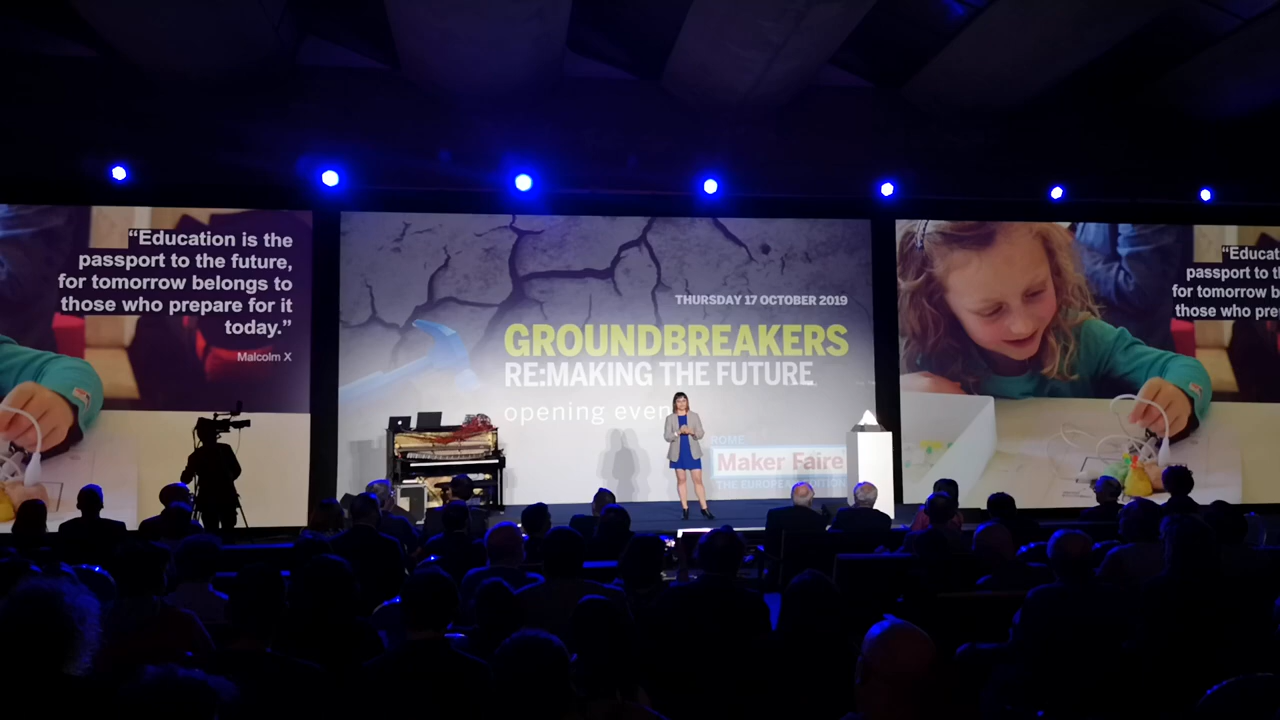 “Education is the
passport to the future,
for tomorrow belongs to
those who prepare for it
today.”
Malcolm X
THURSDAY 17 OCTOBER 2019
GROUNDBREAKERS
RE:MAKING THE FUTURE
opening even
ROME
Maker Faire
THE EUROPEAN EDITION
“Educat
passport to t
for tomorrow b
those who pre